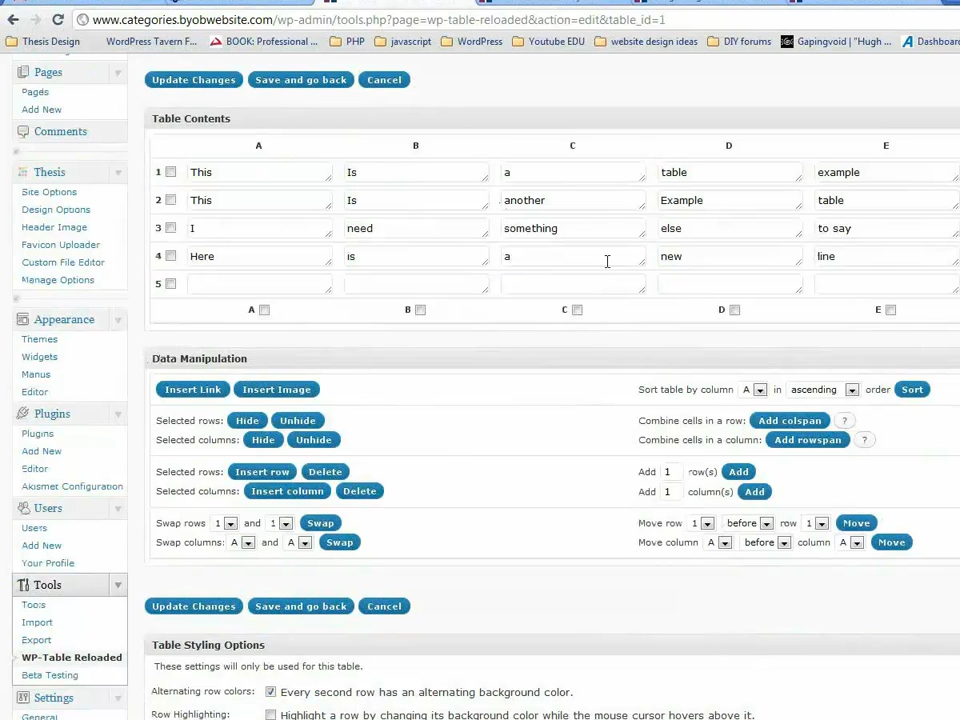 www.categories.byobwebsite.com/wp-admin/tools.php?page=wp-table-reloaded&action=edit&table_id=1
Thesis Design WordPress Tavern F... BOOK: Professional ... PHP javascript WordPress Youtube EDU website design ideas DIY forums Gapingvoid | "Hugh ... Dashboard
Pages
Pages
Add New
Comments
Thesis
Site Options
Design Options
Header Image
Favicon Uploader
Custom File Editor
Manage Options
Appearance
Themes
Widgets
Menus
Editor
Plugins
Plugins
Add New
Editor
Akismet Configuration
Users
Users
Add New
Your Profile
Tools
Tools
Import
Export
WP-Table Reloaded
Beta Testing
Settings
General
Update Changes Save and go back Cancel
Table Contents
A B C D E
1 This Is a table example
2 This Is another Example table
3 I need something else to say
4 Here is a new line
5
A B C D E
Data Manipulation
Insert Link Insert Image Sort table by column A in ascending order Sort
Selected rows: Hide Unhide Combine cells in a row: Add colspan ?
Selected columns: Hide Unhide Combine cells in a column: Add rowspan ?
Selected rows: Insert row Delete Add 1 row(s) Add
Selected columns: Insert column Delete Add 1 column(s) Add
Swap rows 1 and 1 Swap Move row 1 before row 1 Move
Swap columns: A and A Swap Move column A before column A Move
Update Changes Save and go back Cancel
Table Styling Options
These settings will only be used for this table.
Alternating row colors: Every second row has an alternating background color.
Row Highlighting: Highlight a row by changing its background color while the mouse cursor hovers above it.